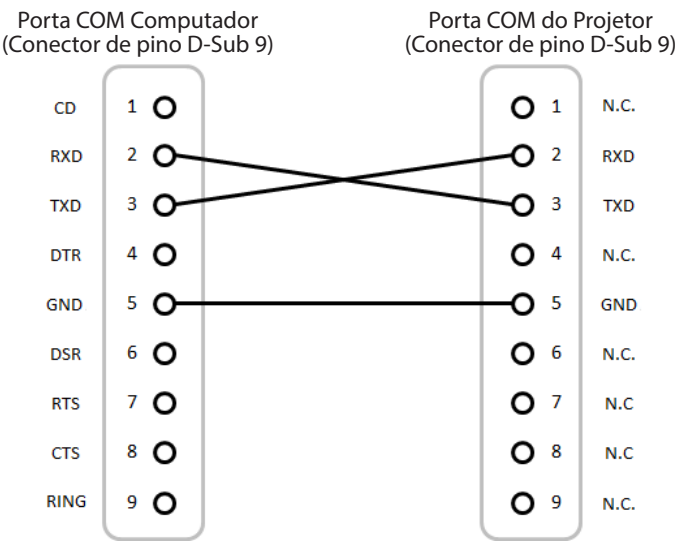 Porta COM Computador
(Conector de pino D-Sub 9)
Porta COM do Projetor
(Conector de pino D-Sub 9)
CD 1 1 N.C.
RXD 2 2 RXD
TXD 3 3 TXD
DTR 4 4 N.C.
GND 5 5 GND
DSR 6 6 N.C.
RTS 7 7 N.C
CTS 8 8 N.C
RING 9 9 N.C.